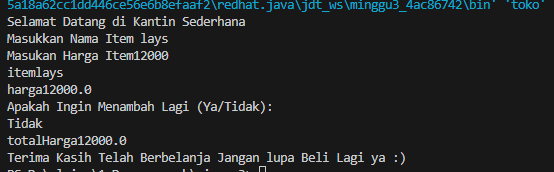 5a18a62cc1dd446ce56e6b8efaaf2\redhat.java\jdt_ws\minggu3_4ac86742\bin' 'toko'
Selamat Datang di Kantin Sederhana
Masukkan Nama Item lays
Masukan Harga Item12000
itemlays
harga12000.0
Apakah Ingin Menambah Lagi (Ya/Tidak):
Tidak
totalHarga12000.0
Terima Kasih Telah Berbelanja Jangan lupa Beli Lagi ya :)